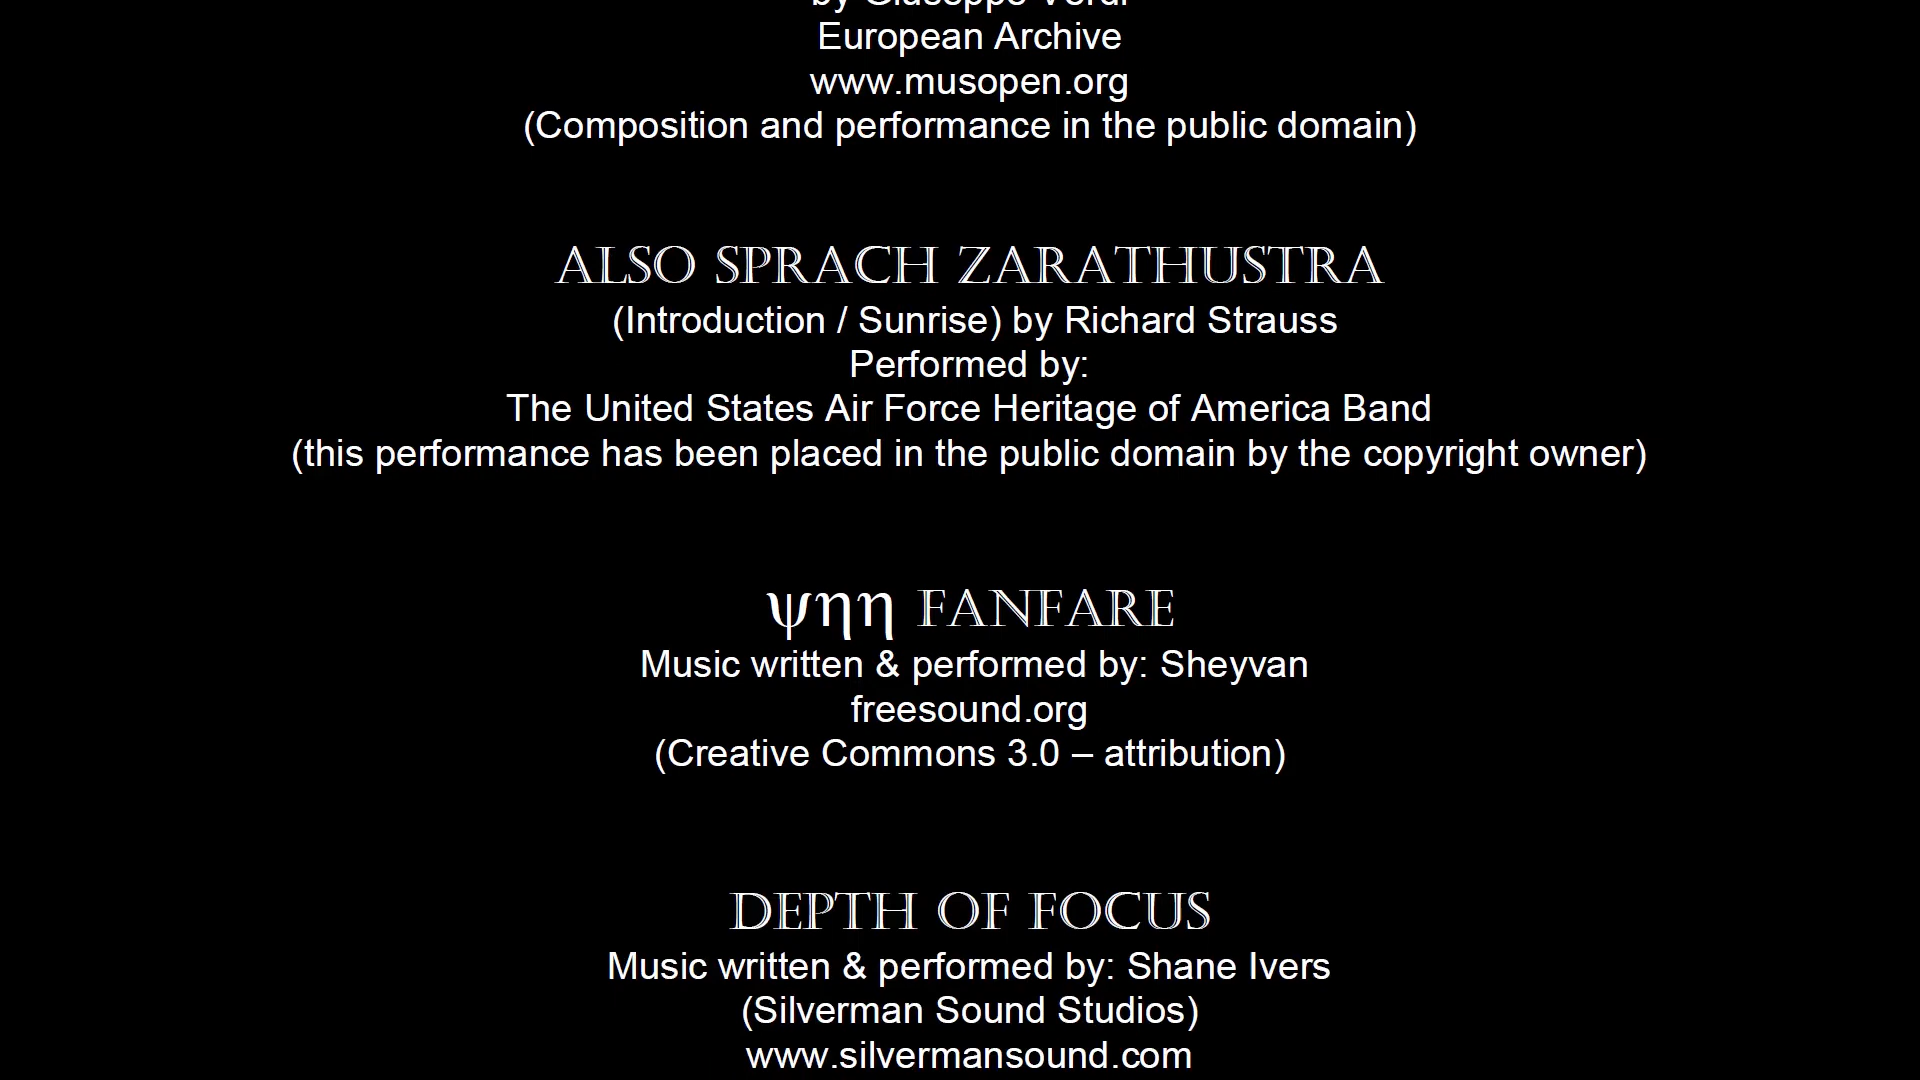 by Giuseppe Verdi
European Archive
www.musopen.org
(Composition and performance in the public domain)
ALSO SPRACH ZARATHUSTRA
(Introduction / Sunrise) by Richard Strauss
Performed by:
The United States Air Force Heritage of America Band
(this performance has been placed in the public domain by the copyright owner)
ψηη FANFARE
Music written & performed by: Sheyvan
freesound.org
(Creative Commons 3.0 – attribution)
DEPTH OF FOCUS
Music written & performed by: Shane Ivers
(Silverman Sound Studios)
www.silvermansound.com